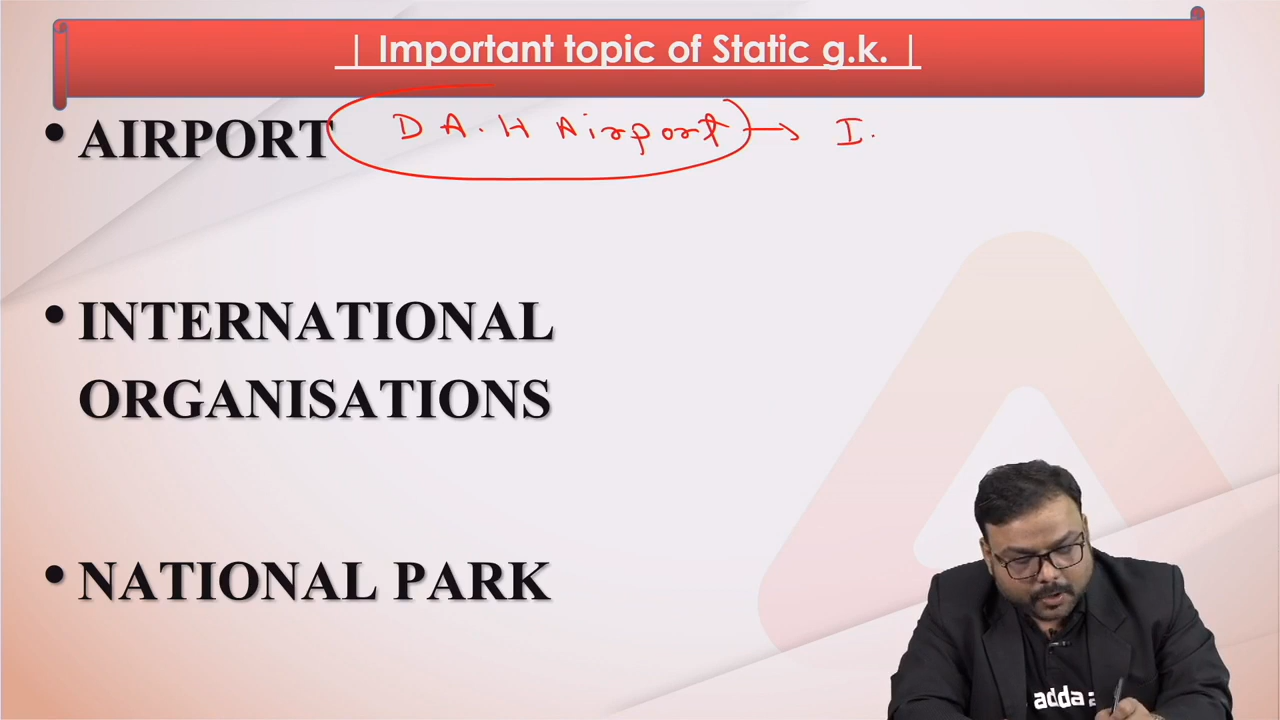 | Important topic of Static g.k. |
• AIRPORT D A.H Airport → I.
• INTERNATIONAL
ORGANISATIONS
• NATIONAL PARK
adda